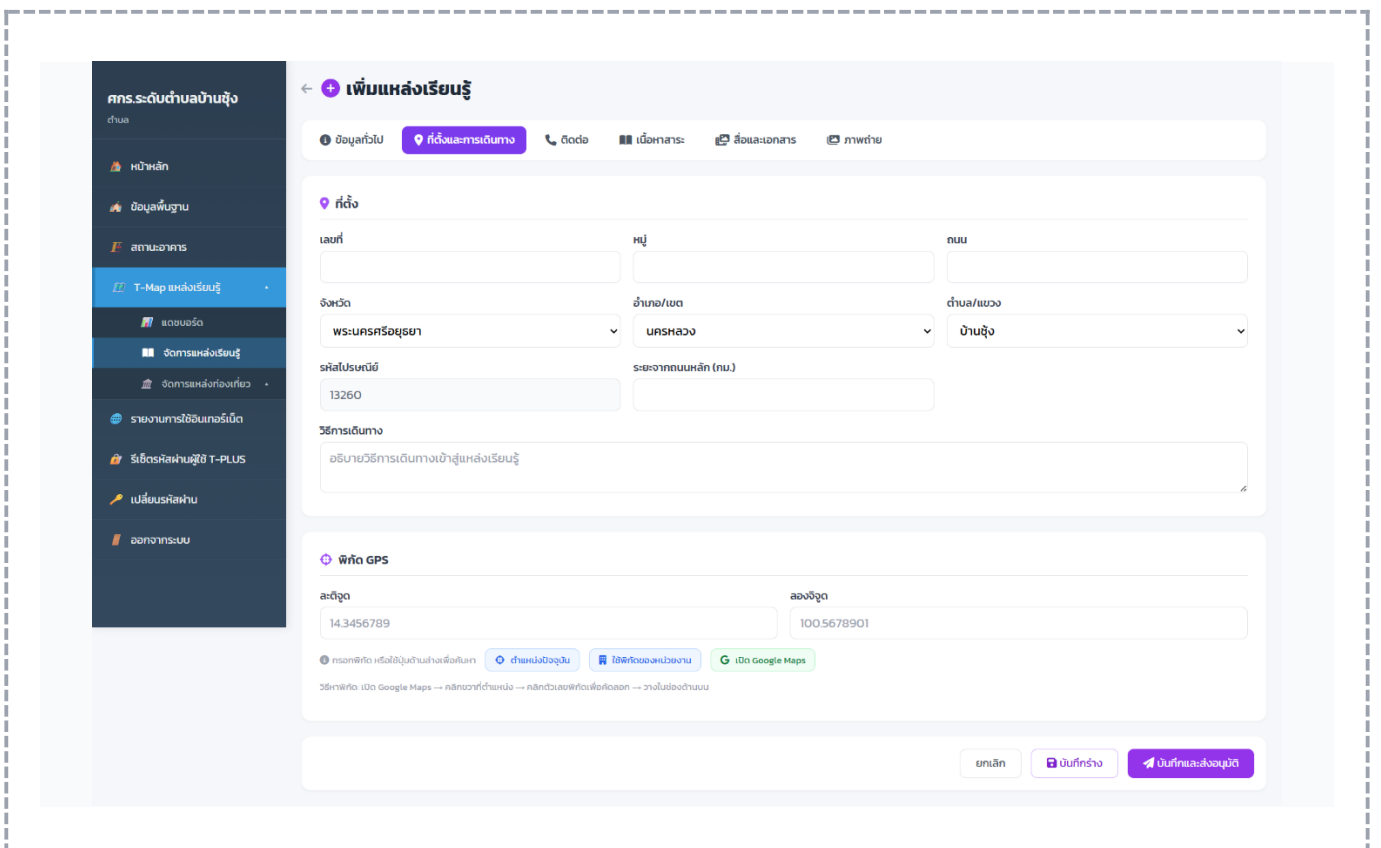 ศกร.ระดับตำบลบ้านชุ้ง
ตำบล
หน้าหลัก
ข้อมูลพื้นฐาน
สถานะอาคาร
T-Map แหล่งเรียนรู้
แดชบอร์ด
จัดการแหล่งเรียนรู้
จัดการแหล่งท่องเที่ยว
รายงานการใช้อินเทอร์เน็ต
รีเซ็ตรหัสผ่านผู้ใช้ T-PLUS
เปลี่ยนรหัสผ่าน
ออกจากระบบ
← เพิ่มแหล่งเรียนรู้
ข้อมูลทั่วไป ที่ตั้งและการเดินทาง ติดต่อ เนื้อหาสาระ สื่อและเอกสาร ภาพถ่าย
ที่ตั้ง
เลขที่ หมู่ ถนน
จังหวัด อำเภอ/เขต ตำบล/แขวง
พระนครศรีอยุธยา นครหลวง บ้านชุ้ง
รหัสไปรษณีย์ ระยะจากถนนหลัก (กม.)
13260
วิธีการเดินทาง
อธิบายวิธีการเดินทางเข้าสู่แหล่งเรียนรู้
พิกัด GPS
ละติจูด ลองจิจูด
14.3456789 100.5678901
กรอกพิกัด หรือใช้ปุ่มด้านล่างเพื่อค้นหา ตำแหน่งปัจจุบัน ใช้พิกัดของหน่วยงาน เปิด Google Maps
วิธีหาพิกัด: เปิด Google Maps → คลิกขวาที่ตำแหน่ง → คลิกตัวเลขพิกัดเพื่อคัดลอก → วางในช่องด้านบน
ยกเลิก บันทึกร่าง บันทึกและส่งอนุมัติ